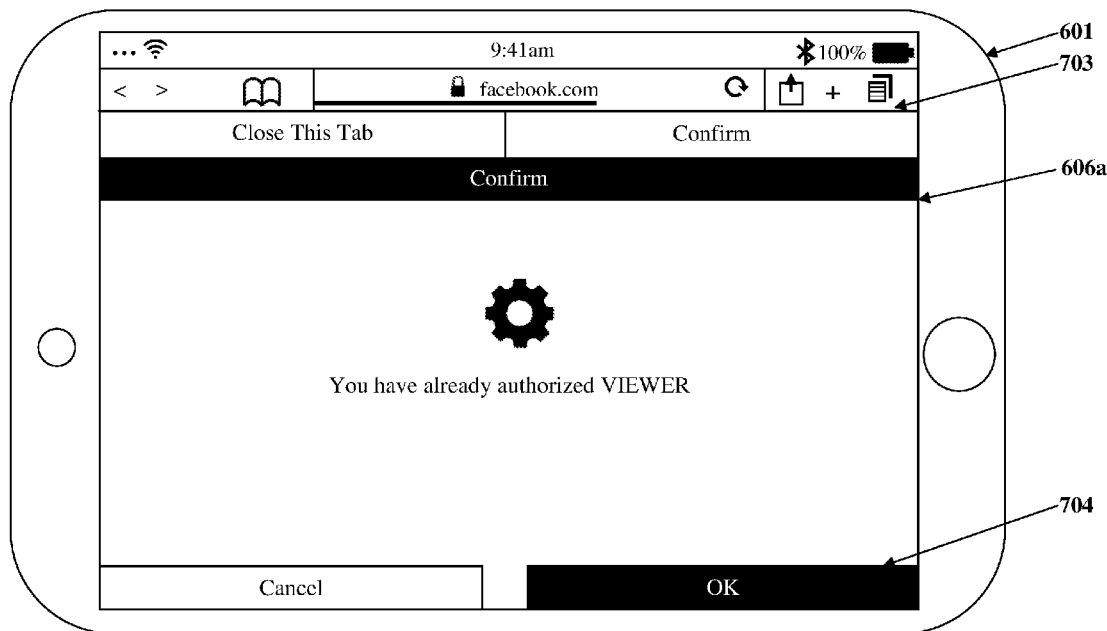 9:41am 100%
601
< > facebook.com +
703
Close This Tab Confirm
Confirm
606a
You have already authorized VIEWER
704
Cancel OK